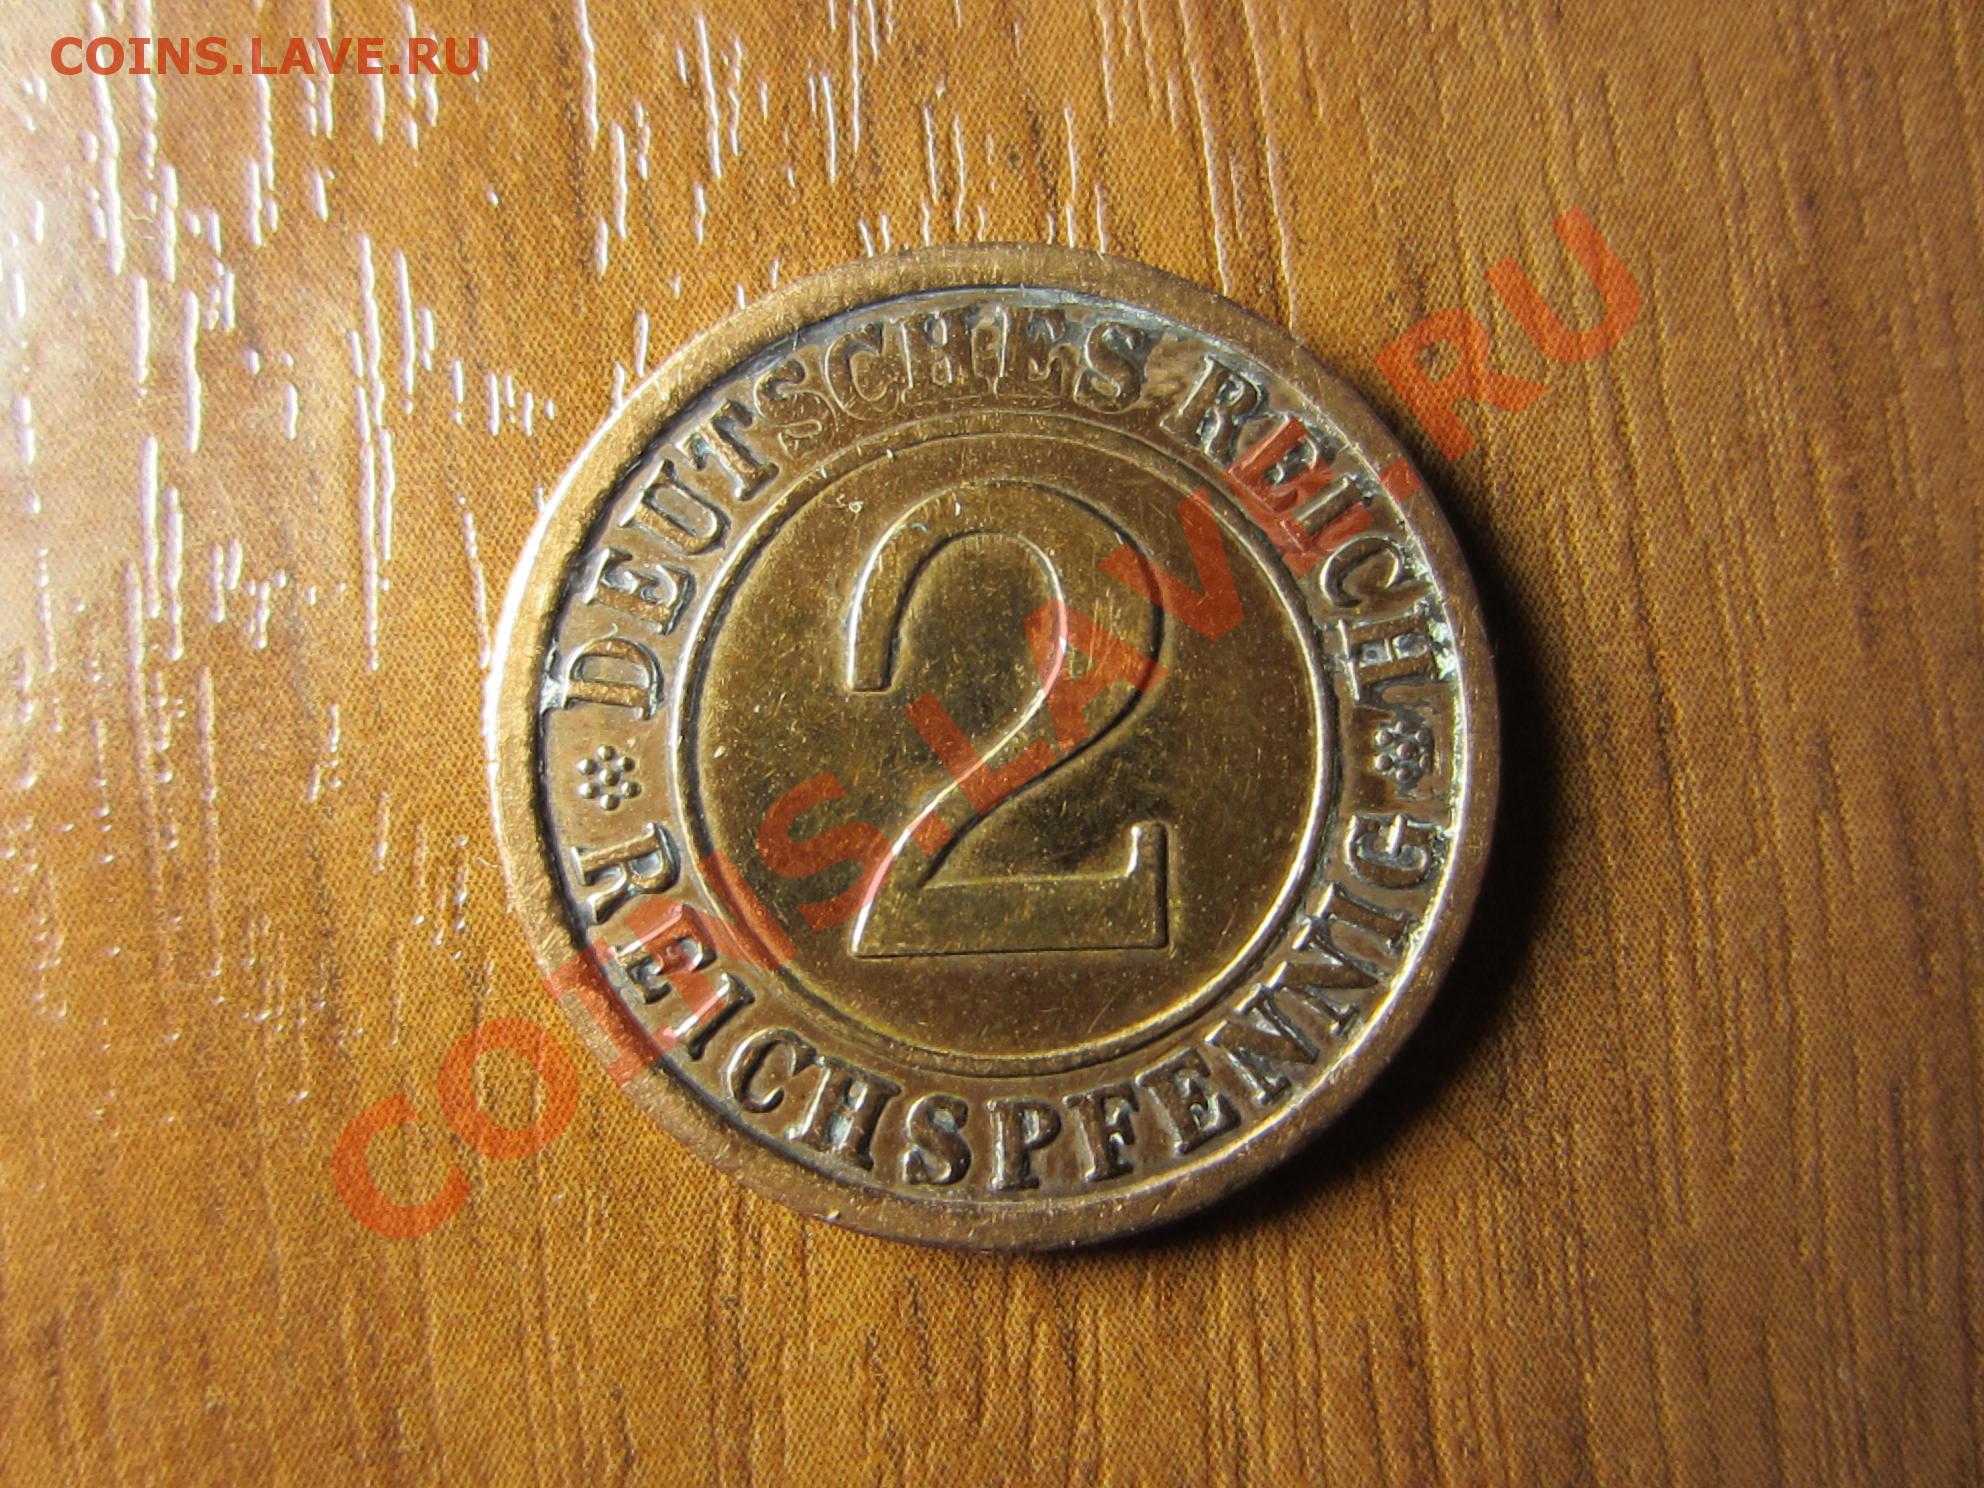 COINS.LAVE.RU
DEUTSCHES REICH
2
REICHSPFENNIG
COINS.LAVE.RU